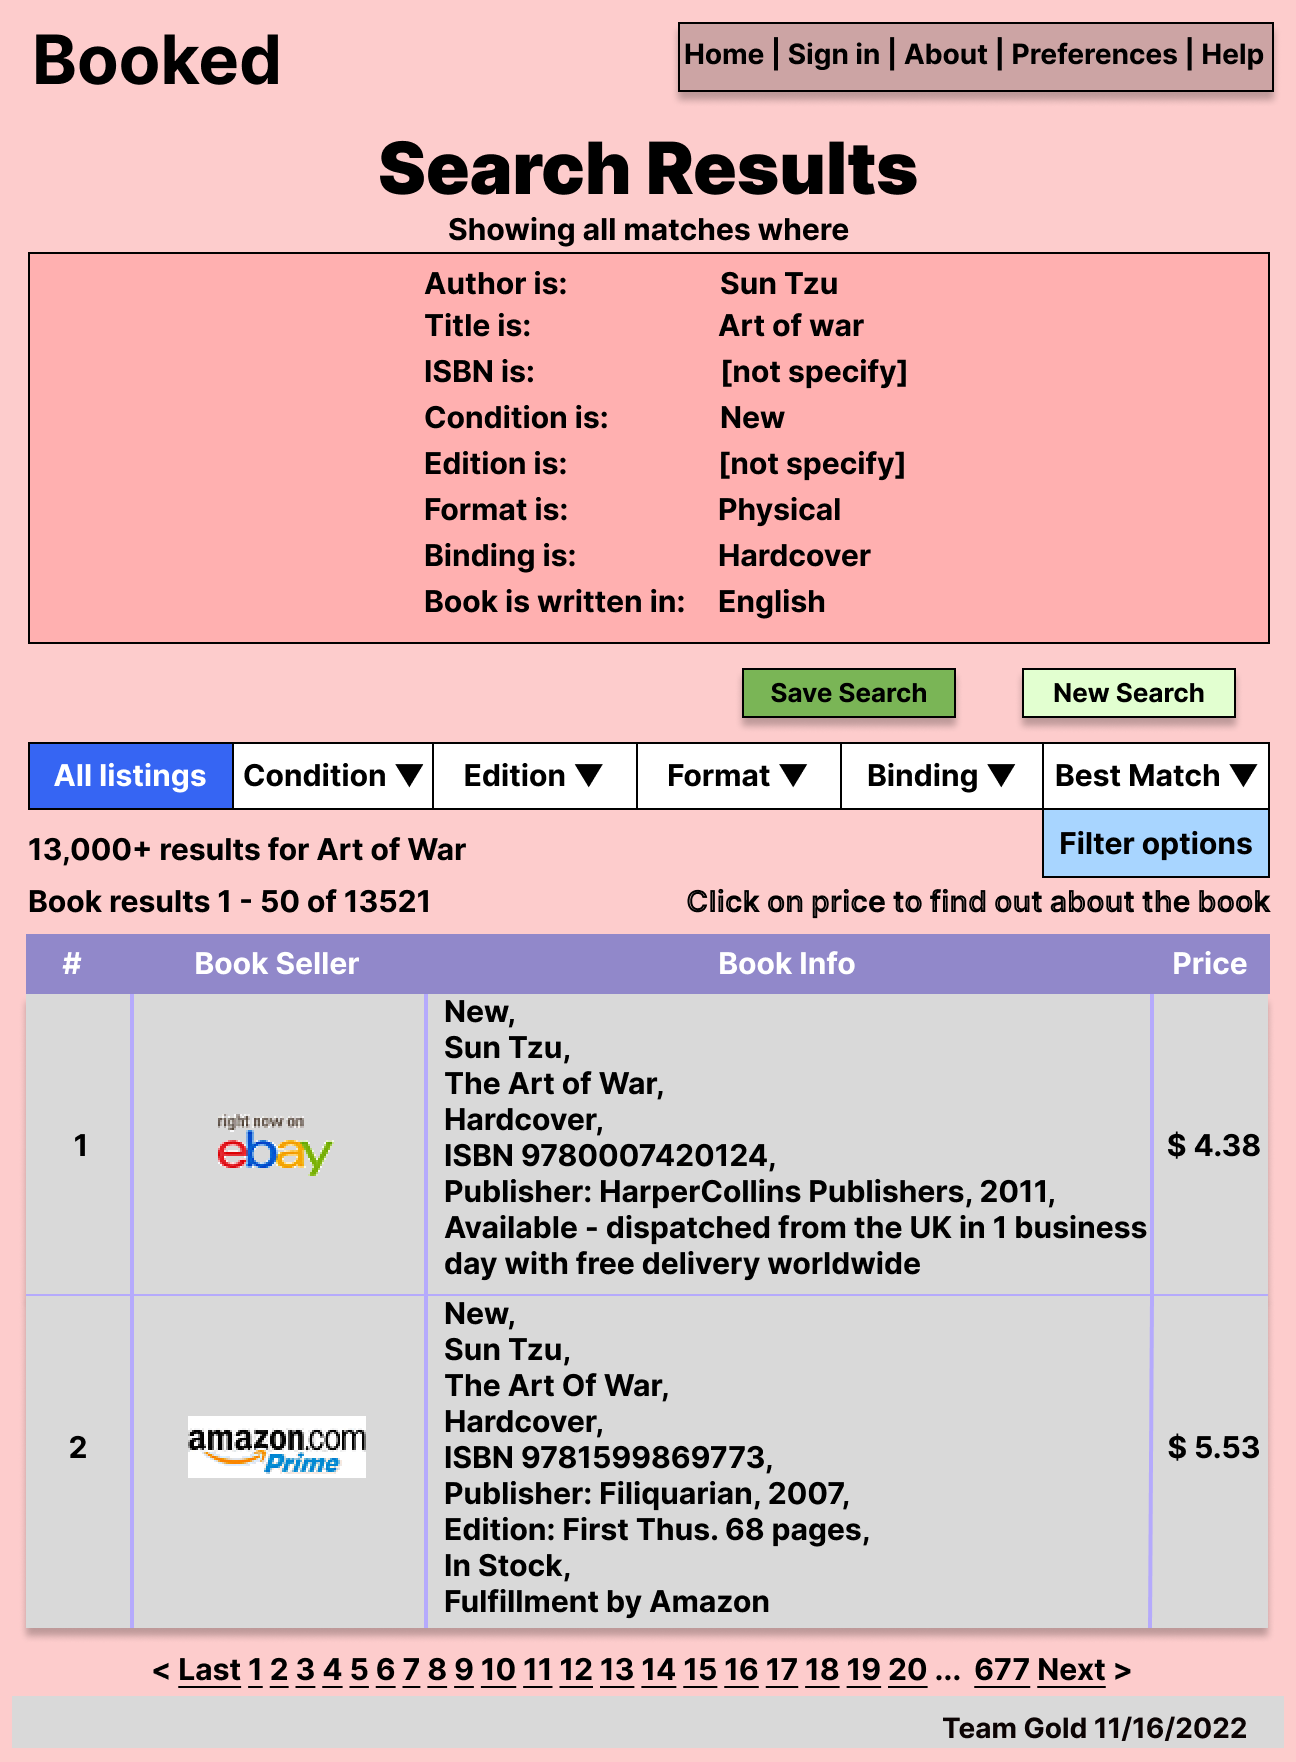 Booked
Home | Sign in | About | Preferences | Help
Search Results
Showing all matches where
Author is: Sun Tzu
Title is: Art of war
ISBN is: [not specify]
Condition is: New
Edition is: [not specify]
Format is: Physical
Binding is: Hardcover
Book is written in: English
Save Search New Search
All listings Condition ▼ Edition ▼ Format ▼ Binding ▼ Best Match ▼
Filter options
13,000+ results for Art of War
Book results 1 - 50 of 13521 Click on price to find out about the book
# Book Seller Book Info Price
1
right now on
ebay
New,
Sun Tzu,
The Art of War,
Hardcover,
ISBN 9780007420124,
Publisher: HarperCollins Publishers, 2011,
Available - dispatched from the UK in 1 business
day with free delivery worldwide
$ 4.38
2
amazon.com
Prime
New,
Sun Tzu,
The Art Of War,
Hardcover,
ISBN 9781599869773,
Publisher: Filiquarian, 2007,
Edition: First Thus. 68 pages,
In Stock,
Fulfillment by Amazon
$ 5.53
< Last 1 2 3 4 5 6 7 8 9 10 11 12 13 14 15 16 17 18 19 20 ... 677 Next >
Team Gold 11/16/2022